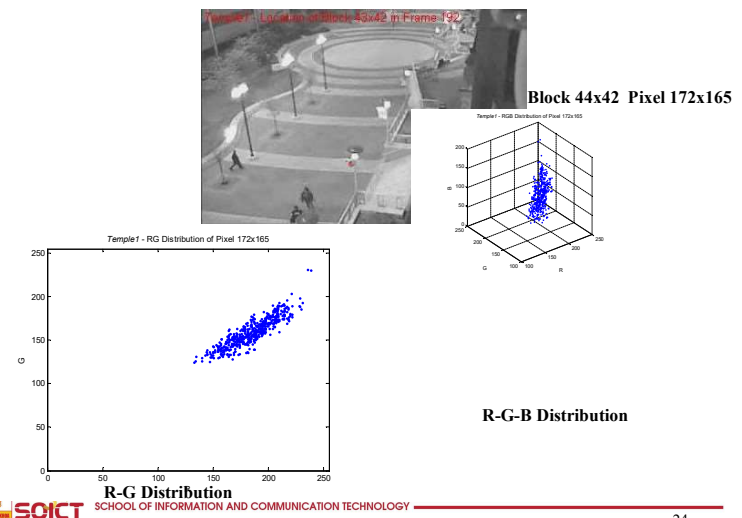 Temple1 - Location of Block 43x42 in Frame 192
Block 44x42 Pixel 172x165
Temple1 - RGB Distribution of Pixel 172x165
200
150
100
50
0
B
250
200
150
100
G
100
150
200
250
R
Temple1 - RG Distribution of Pixel 172x165
250
200
150
100
50
0
G
0
50
100
150
200
250
R-G-B Distribution
R-G Distribution
SOICT SCHOOL OF INFORMATION AND COMMUNICATION TECHNOLOGY